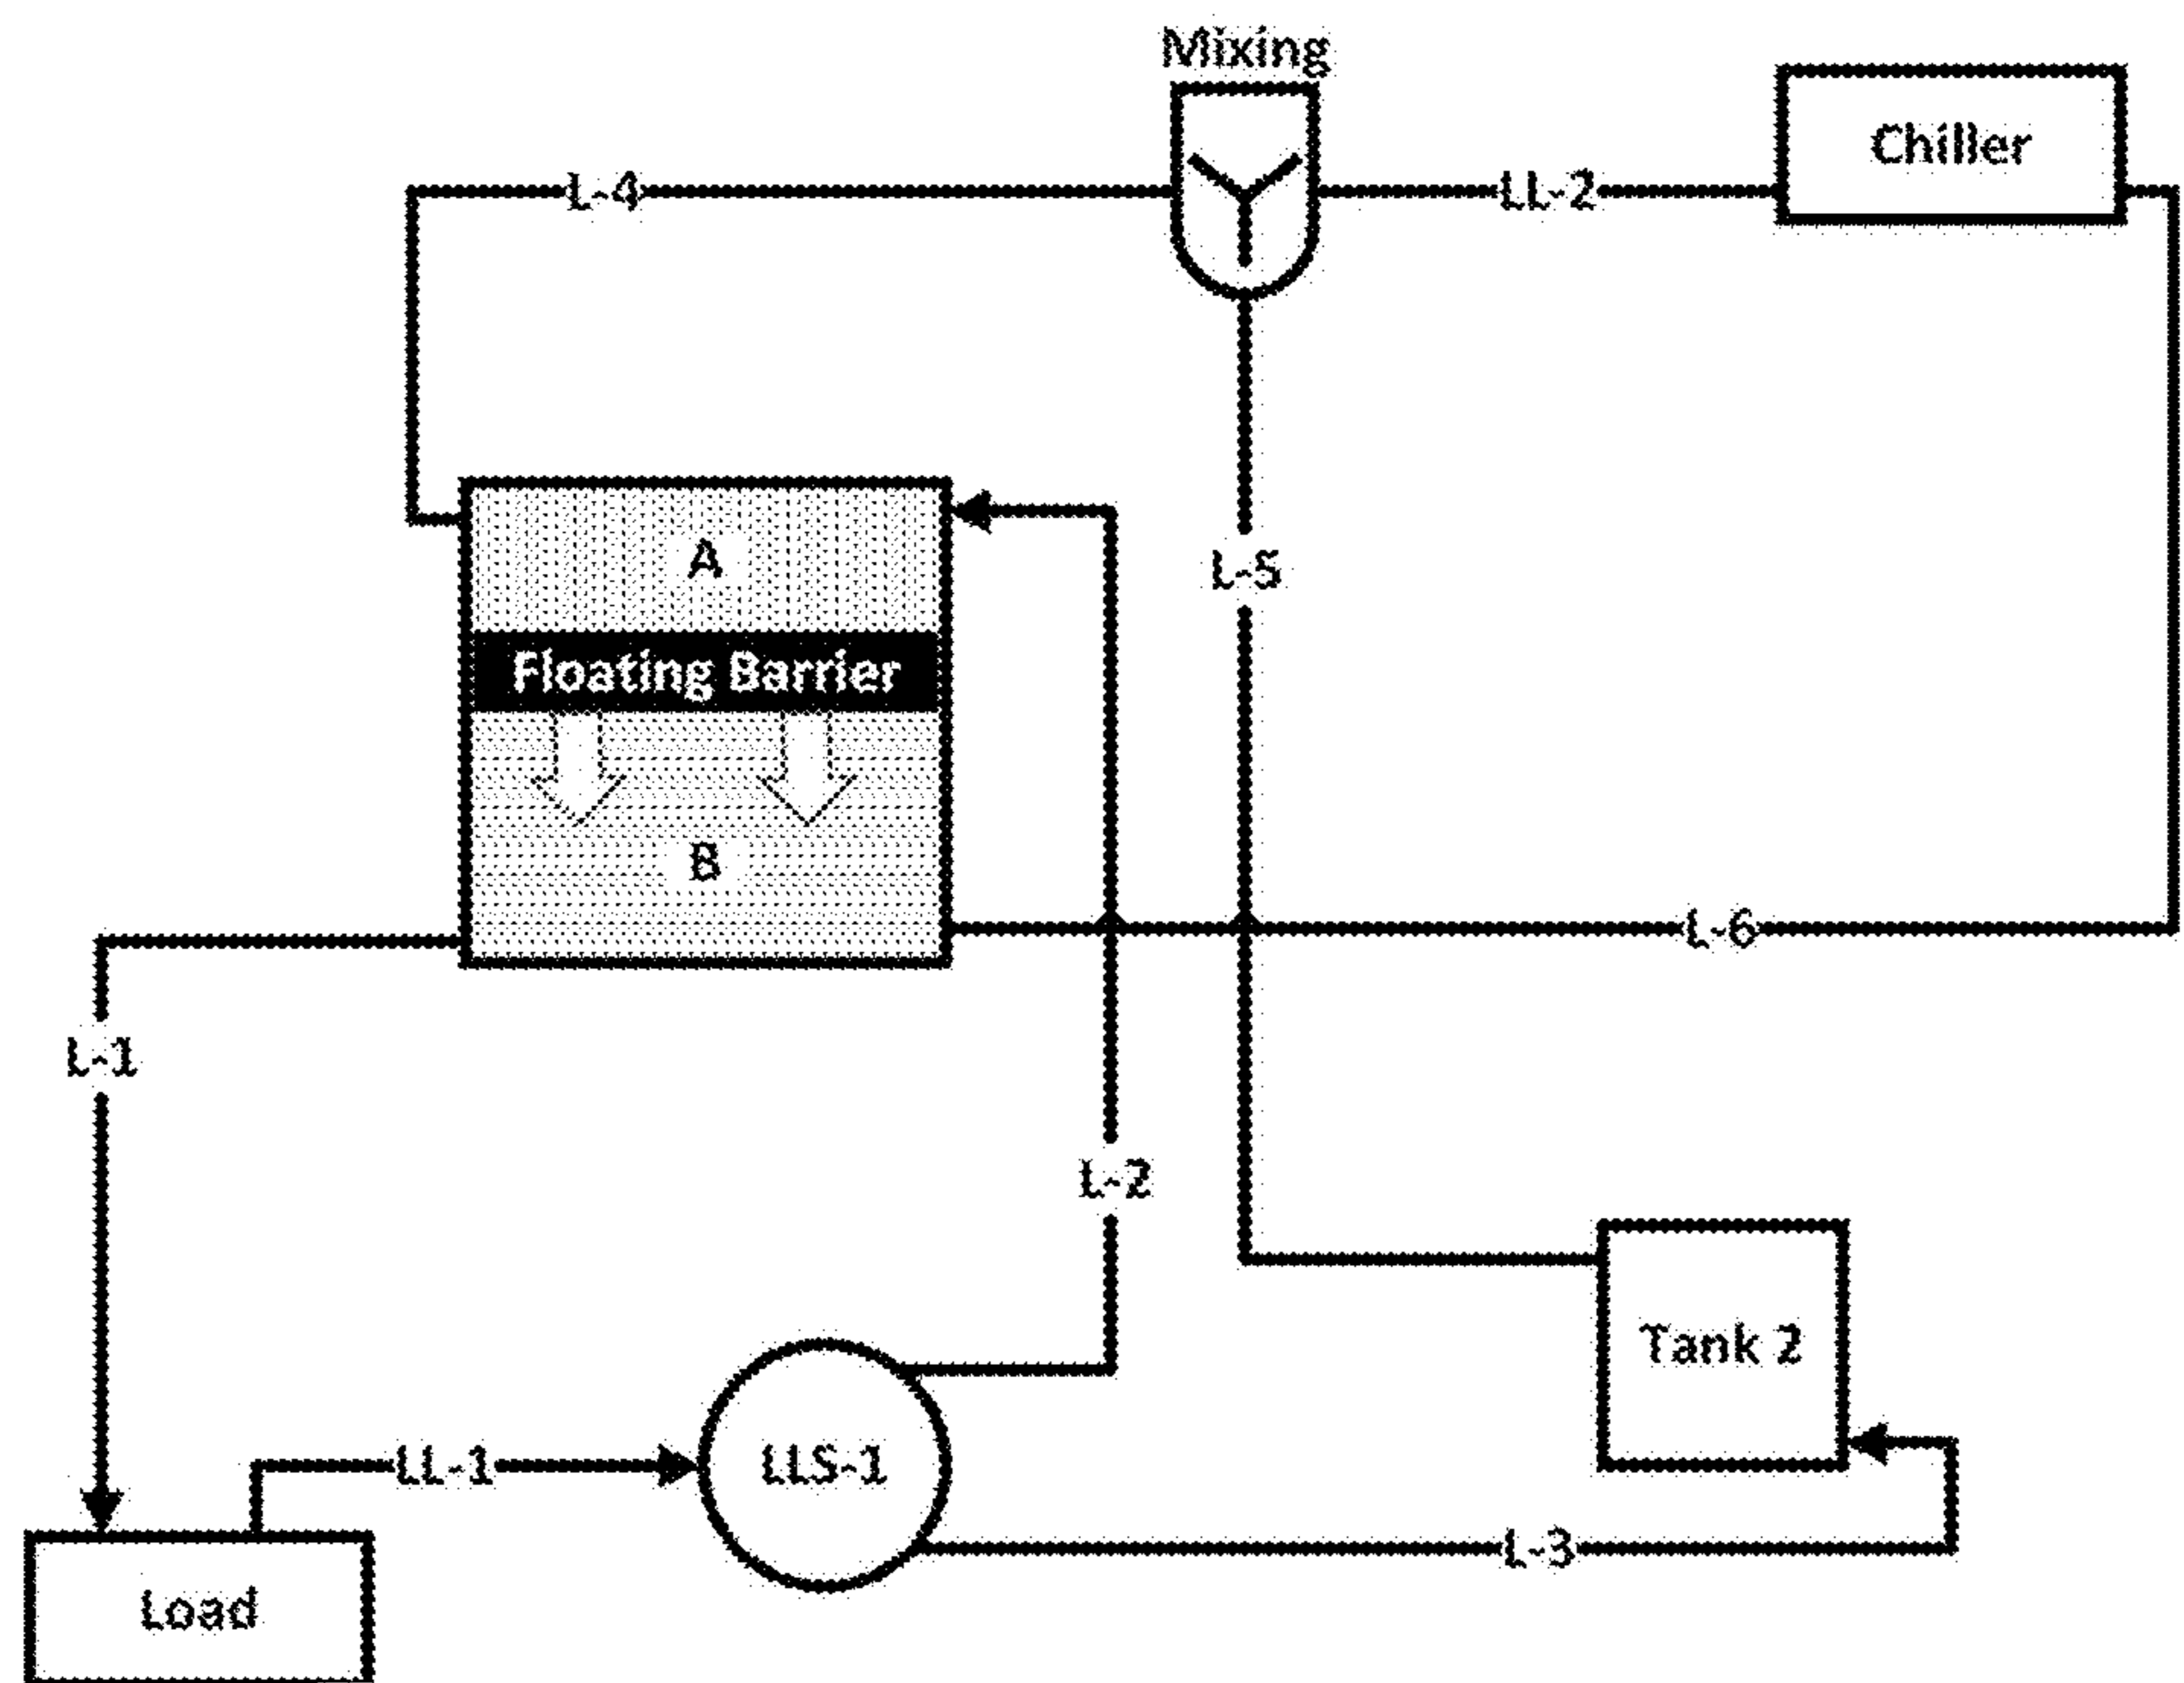 Mixing
Chiller
L-4
LL-2
A
L-5
Floating Barrier
B
L-6
L-1
L-2
Tank 2
LL-1
LLS-1
L-3
Load